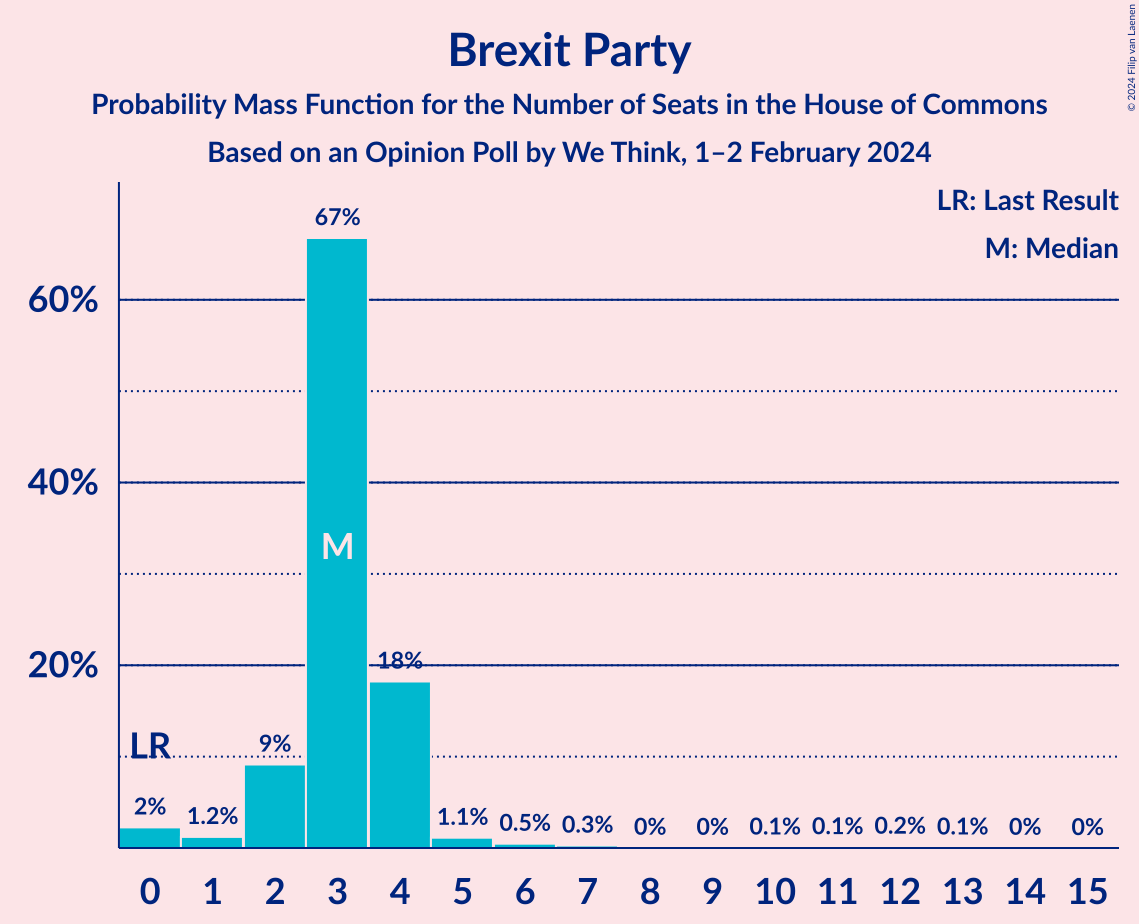 Brexit Party
Probability Mass Function for the Number of Seats in the House of Commons
Based on an Opinion Poll by We Think, 1–2 February 2024
© 2024 Filip van Laenen
LR: Last Result
M: Median
60%
40%
20%
LR
M
2%
1.2%
9%
67%
18%
1.1%
0.5%
0.3%
0%
0%
0.1%
0.1%
0.2%
0.1%
0%
0%
0 1 2 3 4 5 6 7 8 9 10 11 12 13 14 15